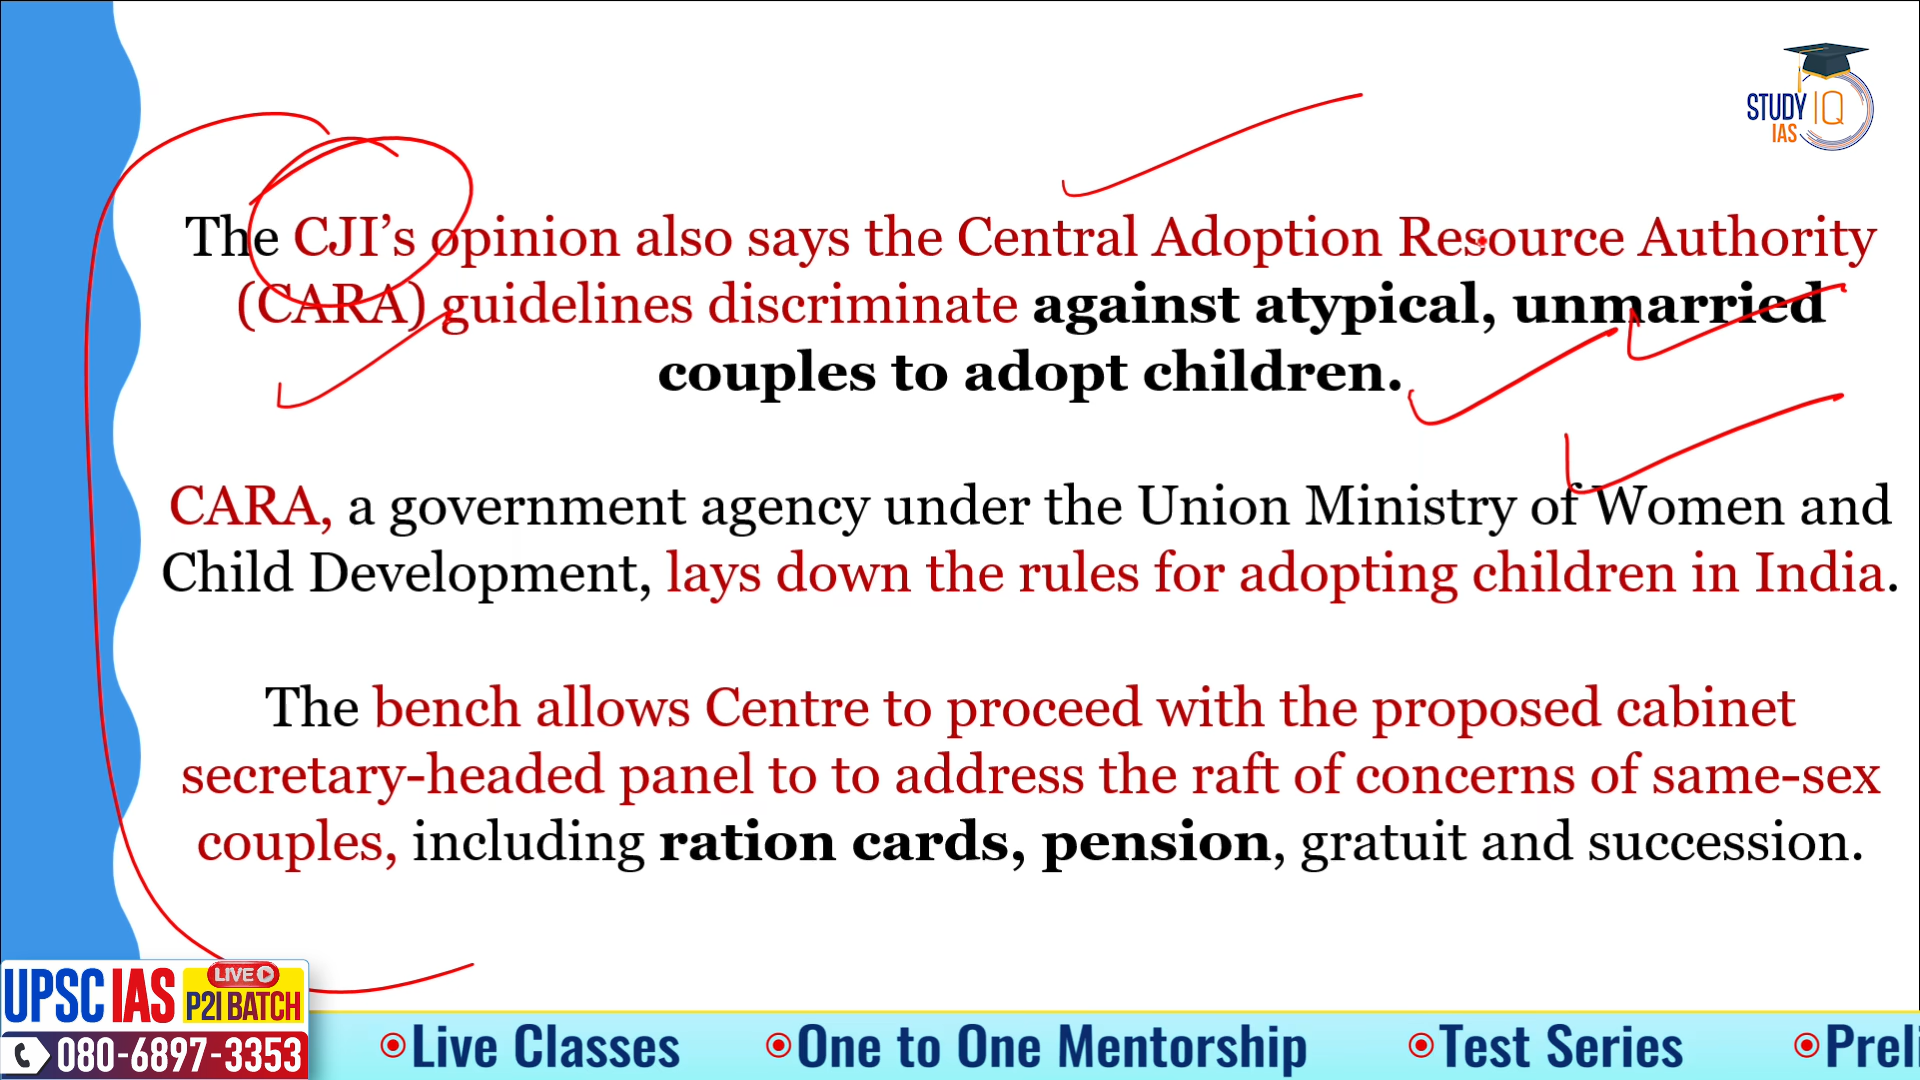 STUDY IQ
IAS
The CJI’s opinion also says the Central Adoption Resource Authority
(CARA) guidelines discriminate against atypical, unmarried
couples to adopt children.
CARA, a government agency under the Union Ministry of Women and
Child Development, lays down the rules for adopting children in India.
The bench allows Centre to proceed with the proposed cabinet
secretary-headed panel to to address the raft of concerns of same-sex
couples, including ration cards, pension, gratuit and succession.
UPSC IAS LIVE P2I BATCH
080-6897-3353
Live Classes One to One Mentorship Test Series Preli